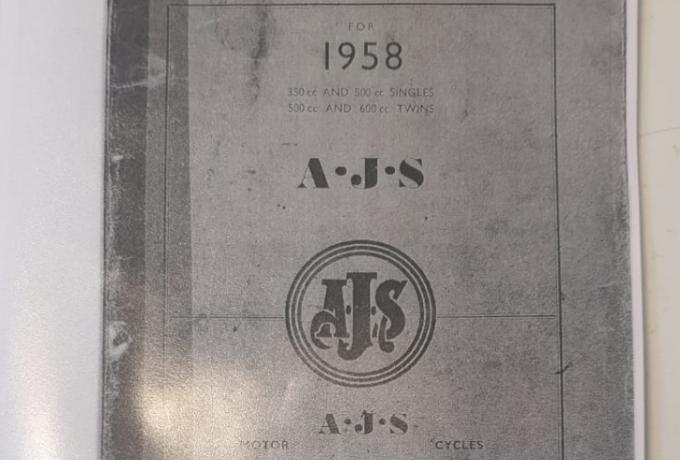 FOR
1958
350 cc AND 500 cc SINGLES
500 cc AND 600 cc TWINS
A·J·S
AJS
A·J·S
MOTOR CYCLES